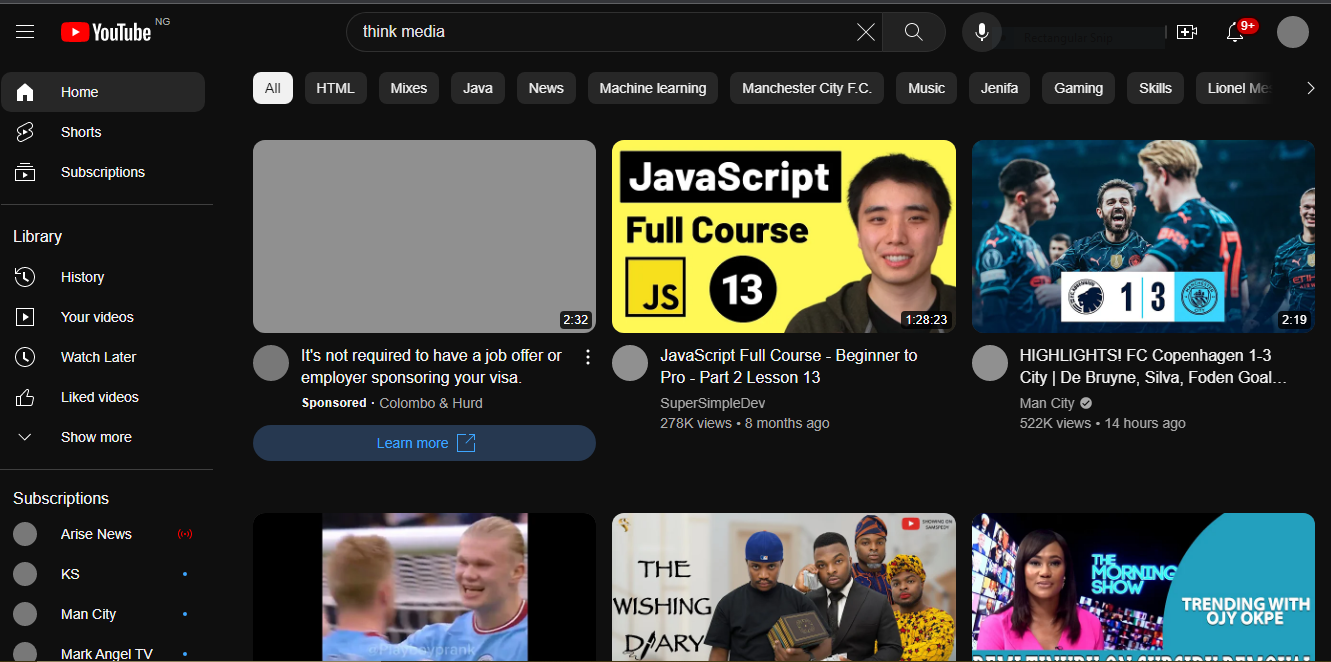 YouTube NG
think media
9+
Home
Shorts
Subscriptions
Library
History
Your videos
Watch Later
Liked videos
Show more
Subscriptions
Arise News
KS
Man City
Mark Angel TV
All HTML Mixes Java News Machine learning Manchester City F.C. Music Jenifa Gaming Skills Lionel Me
2:32
It's not required to have a job offer or
employer sponsoring your visa.
Sponsored · Colombo & Hurd
Learn more
JavaScript
Full Course
JS
13
1:28:23
JavaScript Full Course - Beginner to
Pro - Part 2 Lesson 13
SuperSimpleDev
278K views • 8 months ago
1 3
2:19
HIGHLIGHTS! FC Copenhagen 1-3
City | De Bruyne, Silva, Foden Goal...
Man City
522K views • 14 hours ago
@Playboyprank
THE
WISHING
DIARY
THE
MORNING
SHOW
TRENDING WITH
OJY OKPE